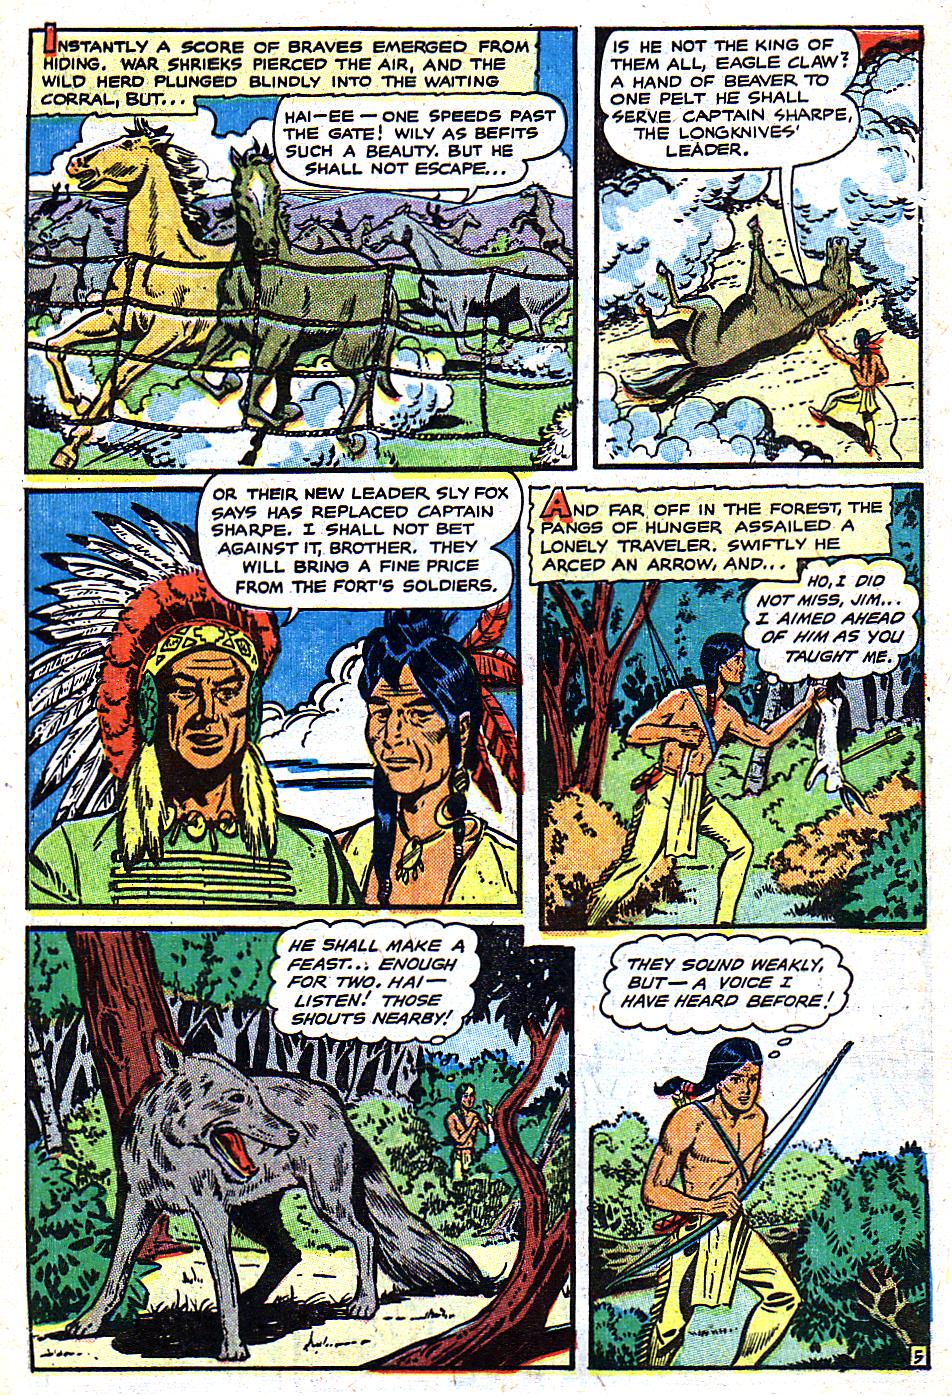 INSTANTLY A SCORE OF BRAVES EMERGED FROM
HIDING. WAR SHRIEKS PIERCED THE AIR, AND THE
WILD HERD PLUNGED BLINDLY INTO THE WAITING
CORRAL, BUT...
HAI-EE — ONE SPEEDS PAST
THE GATE! WILY AS BEFITS
SUCH A BEAUTY. BUT HE
SHALL NOT ESCAPE...
IS HE NOT THE KING OF
THEM ALL, EAGLE CLAW?
A HAND OF BEAVER TO
ONE PELT HE SHALL
SERVE CAPTAIN SHARPE,
THE LONGKNIVES'
LEADER.
OR THEIR NEW LEADER SLY FOX
SAYS HAS REPLACED CAPTAIN
SHARPE. I SHALL NOT BET
AGAINST IT, BROTHER. THEY
WILL BRING A FINE PRICE
FROM THE FORT'S SOLDIERS.
AND FAR OFF IN THE FOREST, THE
PANGS OF HUNGER ASSAILED A
LONELY TRAVELER. SWIFTLY HE
ARCED AN ARROW, AND...
HO, I DID
NOT MISS, JIM...
I AIMED AHEAD
OF HIM AS YOU
TAUGHT ME.
HE SHALL MAKE A
FEAST... ENOUGH
FOR TWO. HAI—
LISTEN! THOSE
SHOUTS NEARBY!
THEY SOUND WEAKLY,
BUT — A VOICE I
HAVE HEARD BEFORE!
5